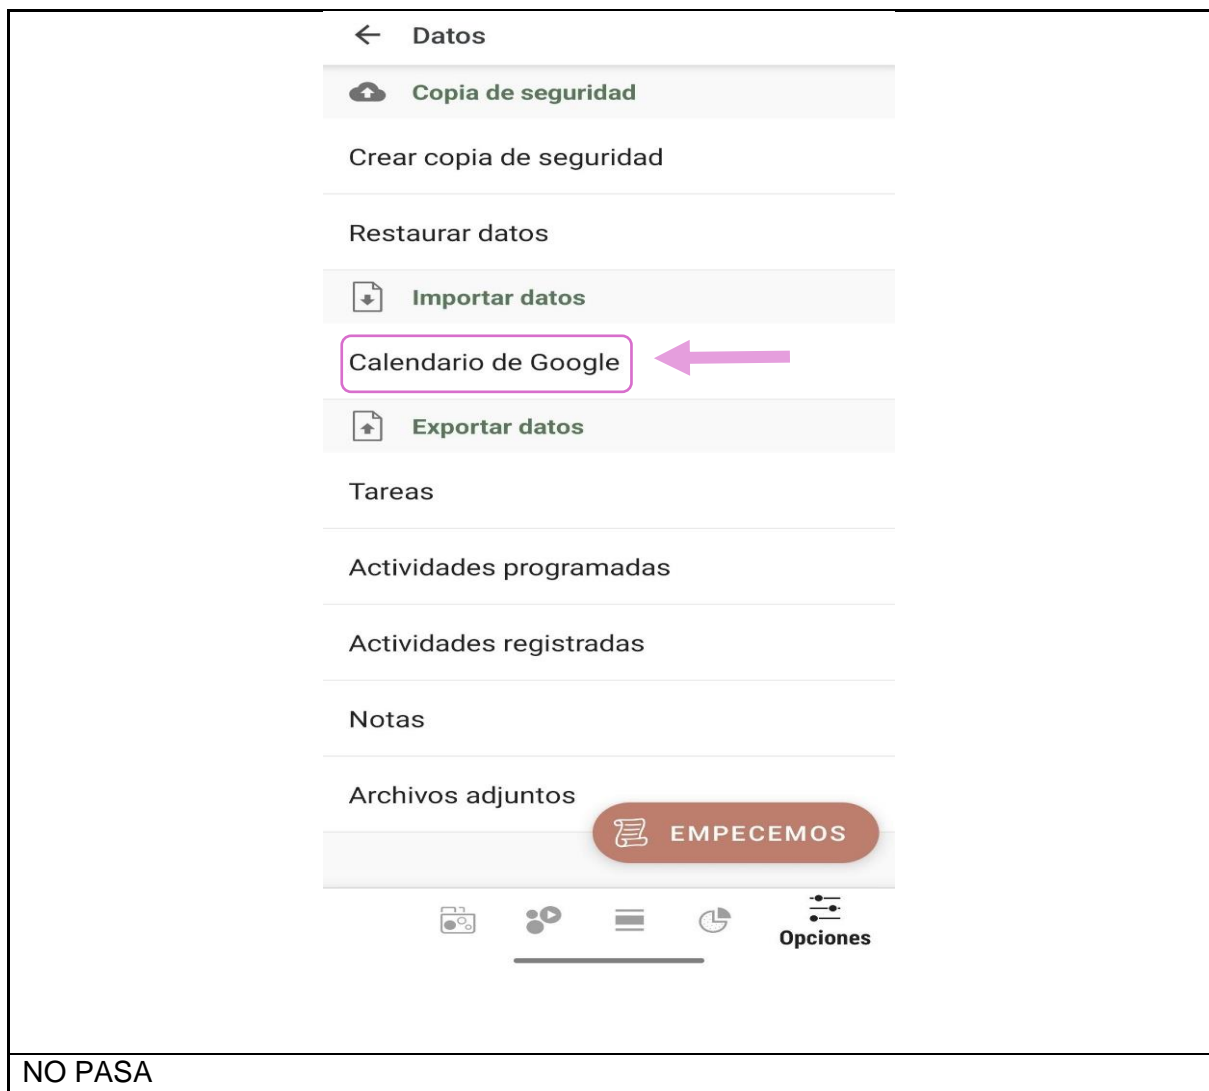 Datos
Copia de seguridad
Crear copia de seguridad
Restaurar datos
Importar datos
Calendario de Google
Exportar datos
Tareas
Actividades programadas
Actividades registradas
Notas
Archivos adjuntos
EMPECEMOS
Opciones
NO PASA